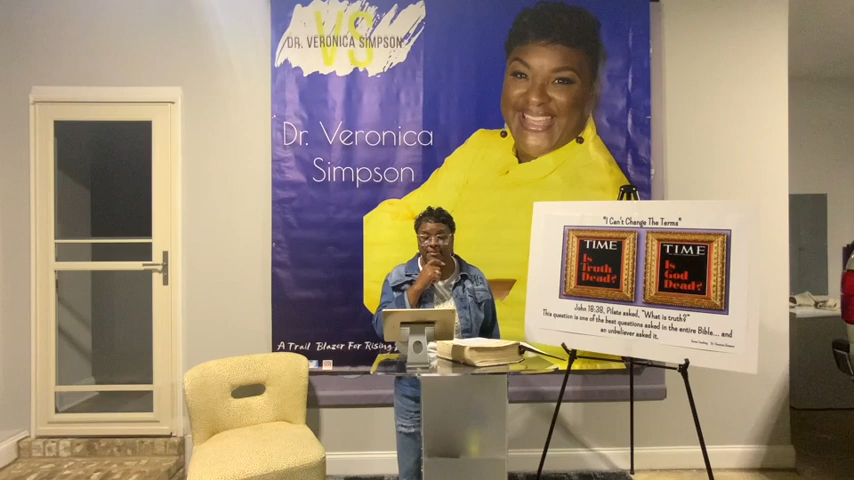 VS
DR. VERONICA SIMPSON
Dr. Veronica
Simpson
A Trail Blazer For Rising
"I Can't Change The Terms"
TIME
Is
Truth
Dead?
TIME
Is
God
Dead?
John 18:38, Pilate asked, "What is truth?"
This question is one of the best questions asked in the entire Bible... and
an unbeliever asked it.